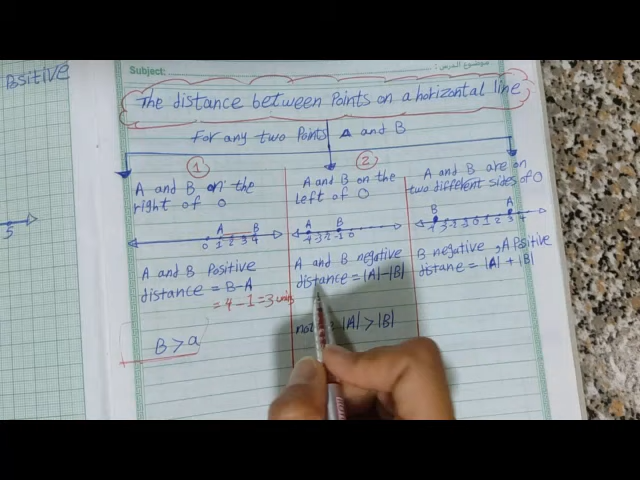 Positive
5
Subject:
موضوع الدرس:
The distance between Points on a horizontal line
For any two Points A and B
1
A and B on the
right of 0
A B
0 1 2 3 4
A and B Positive
distance = B-A
= 4-1=3 units
B > a
2
A and B on the
left of 0
A B
-4 -3 -2 -1 0
A and B negative
distance = |A|-|B|
|A| > |B|
A and B are on
two different sides of 0
B A
-4 -3 -2 -1 0 1 2 3 4
B negative , A Positive
distane = |A| + |B|